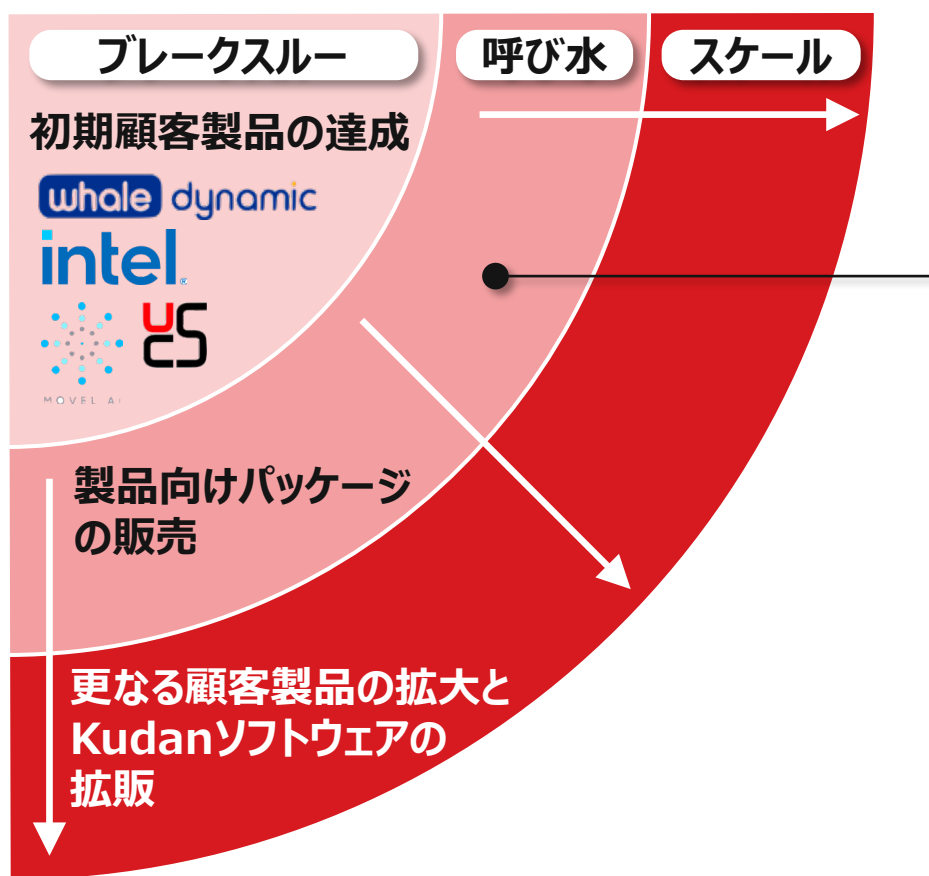 ブレークスルー
呼び水
スケール
初期顧客製品の達成
whale dynamic
intel®
UCS
MOVEL AI
製品向けパッケージ
の販売
更なる顧客製品の拡大と
Kudanソフトウェアの
拡販